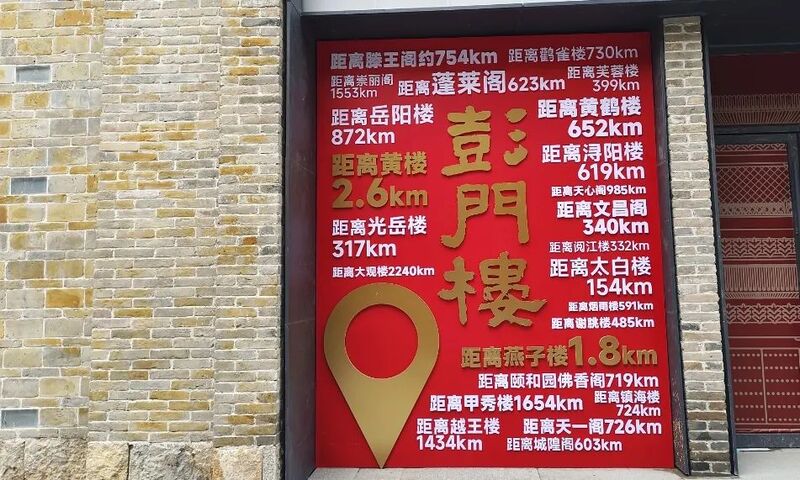 距离滕王阁约754km
距离鹳雀楼730km
距离崇丽阁
1553km
距离蓬莱阁623km
距离芙蓉楼
399km
距离岳阳楼
872km
距离黄鹤楼
652km
彭門樓
距离黄楼
2.6km
距离浔阳楼
619km
距离天心阁985km
距离光岳楼
317km
距离文昌阁
340km
距离阅江楼332km
距离大观楼2240km
距离太白楼
154km
距离烟雨楼591km
距离谢朓楼485km
距离燕子楼1.8km
距离颐和园佛香阁719km
距离甲秀楼1654km
距离镇海楼
724km
距离越王楼
1434km
距离天一阁726km
距离城隍阁603km